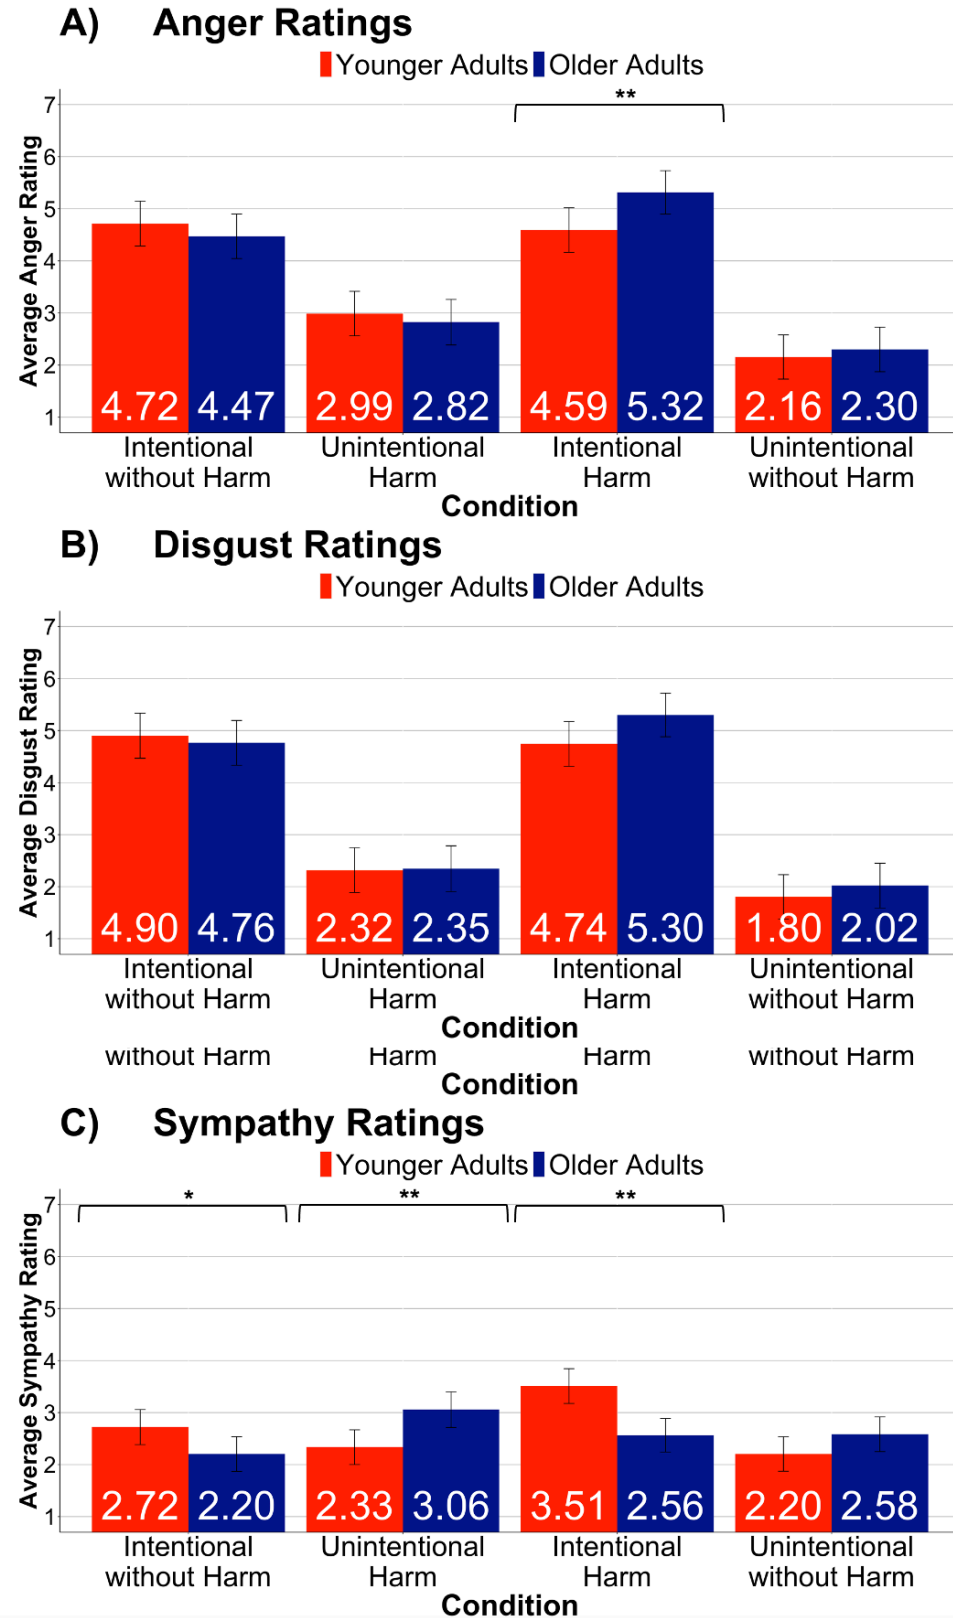 A) Anger Ratings
Younger Adults Older Adults
**
Average Anger Rating
7
6
5
4
3
2
1
4.72 4.47 2.99 2.82 4.59 5.32 2.16 2.30
Intentional Unintentional Intentional Unintentional
without Harm Harm Harm without Harm
Condition
B) Disgust Ratings
Younger Adults Older Adults
Average Disgust Rating
7
6
5
4
3
2
1
4.90 4.76 2.32 2.35 4.74 5.30 1.80 2.02
Intentional Unintentional Intentional Unintentional
without Harm Harm Harm without Harm
Condition
without Harm Harm Harm without Harm
Condition
C) Sympathy Ratings
Younger Adults Older Adults
* ** **
Average Sympathy Rating
7
6
5
4
3
2
1
2.72 2.20 2.33 3.06 3.51 2.56 2.20 2.58
Intentional Unintentional Intentional Unintentional
without Harm Harm Harm without Harm
Condition